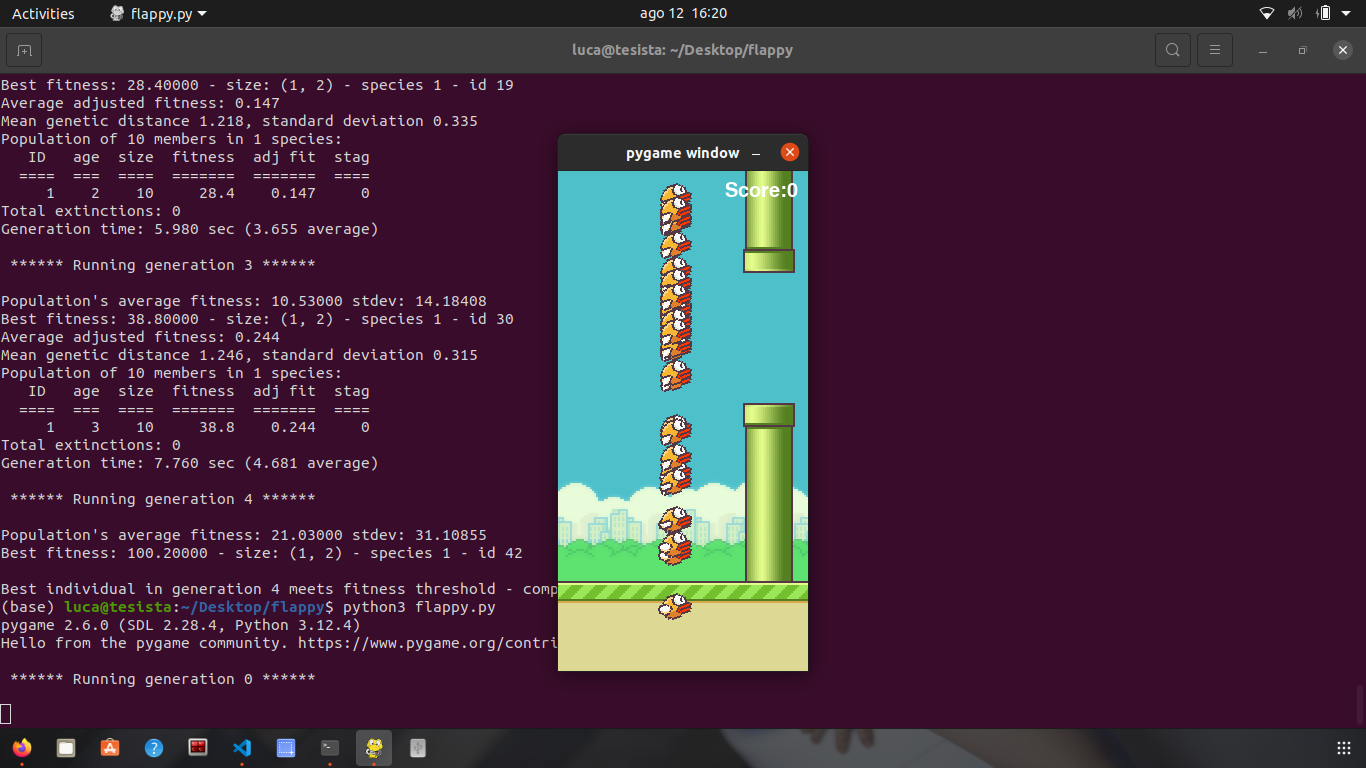 Activities flappy.py ago 12 16:20
luca@tesista: ~/Desktop/flappy
Best fitness: 28.40000 - size: (1, 2) - species 1 - id 19
Average adjusted fitness: 0.147
Mean genetic distance 1.218, standard deviation 0.335
Population of 10 members in 1 species:
ID age size fitness adj fit stag
==== === ==== ======= ======= ====
1 2 10 28.4 0.147 0
Total extinctions: 0
Generation time: 5.980 sec (3.655 average)
****** Running generation 3 ******
Population's average fitness: 10.53000 stdev: 14.18408
Best fitness: 38.80000 - size: (1, 2) - species 1 - id 30
Average adjusted fitness: 0.244
Mean genetic distance 1.246, standard deviation 0.315
Population of 10 members in 1 species:
ID age size fitness adj fit stag
==== === ==== ======= ======= ====
1 3 10 38.8 0.244 0
Total extinctions: 0
Generation time: 7.760 sec (4.681 average)
****** Running generation 4 ******
Population's average fitness: 21.03000 stdev: 31.10855
Best fitness: 100.20000 - size: (1, 2) - species 1 - id 42
Best individual in generation 4 meets fitness threshold - comp
(base) luca@tesista:~/Desktop/flappy$ python3 flappy.py
pygame 2.6.0 (SDL 2.28.4, Python 3.12.4)
Hello from the pygame community. https://www.pygame.org/contri
****** Running generation 0 ******
pygame window
Score:0